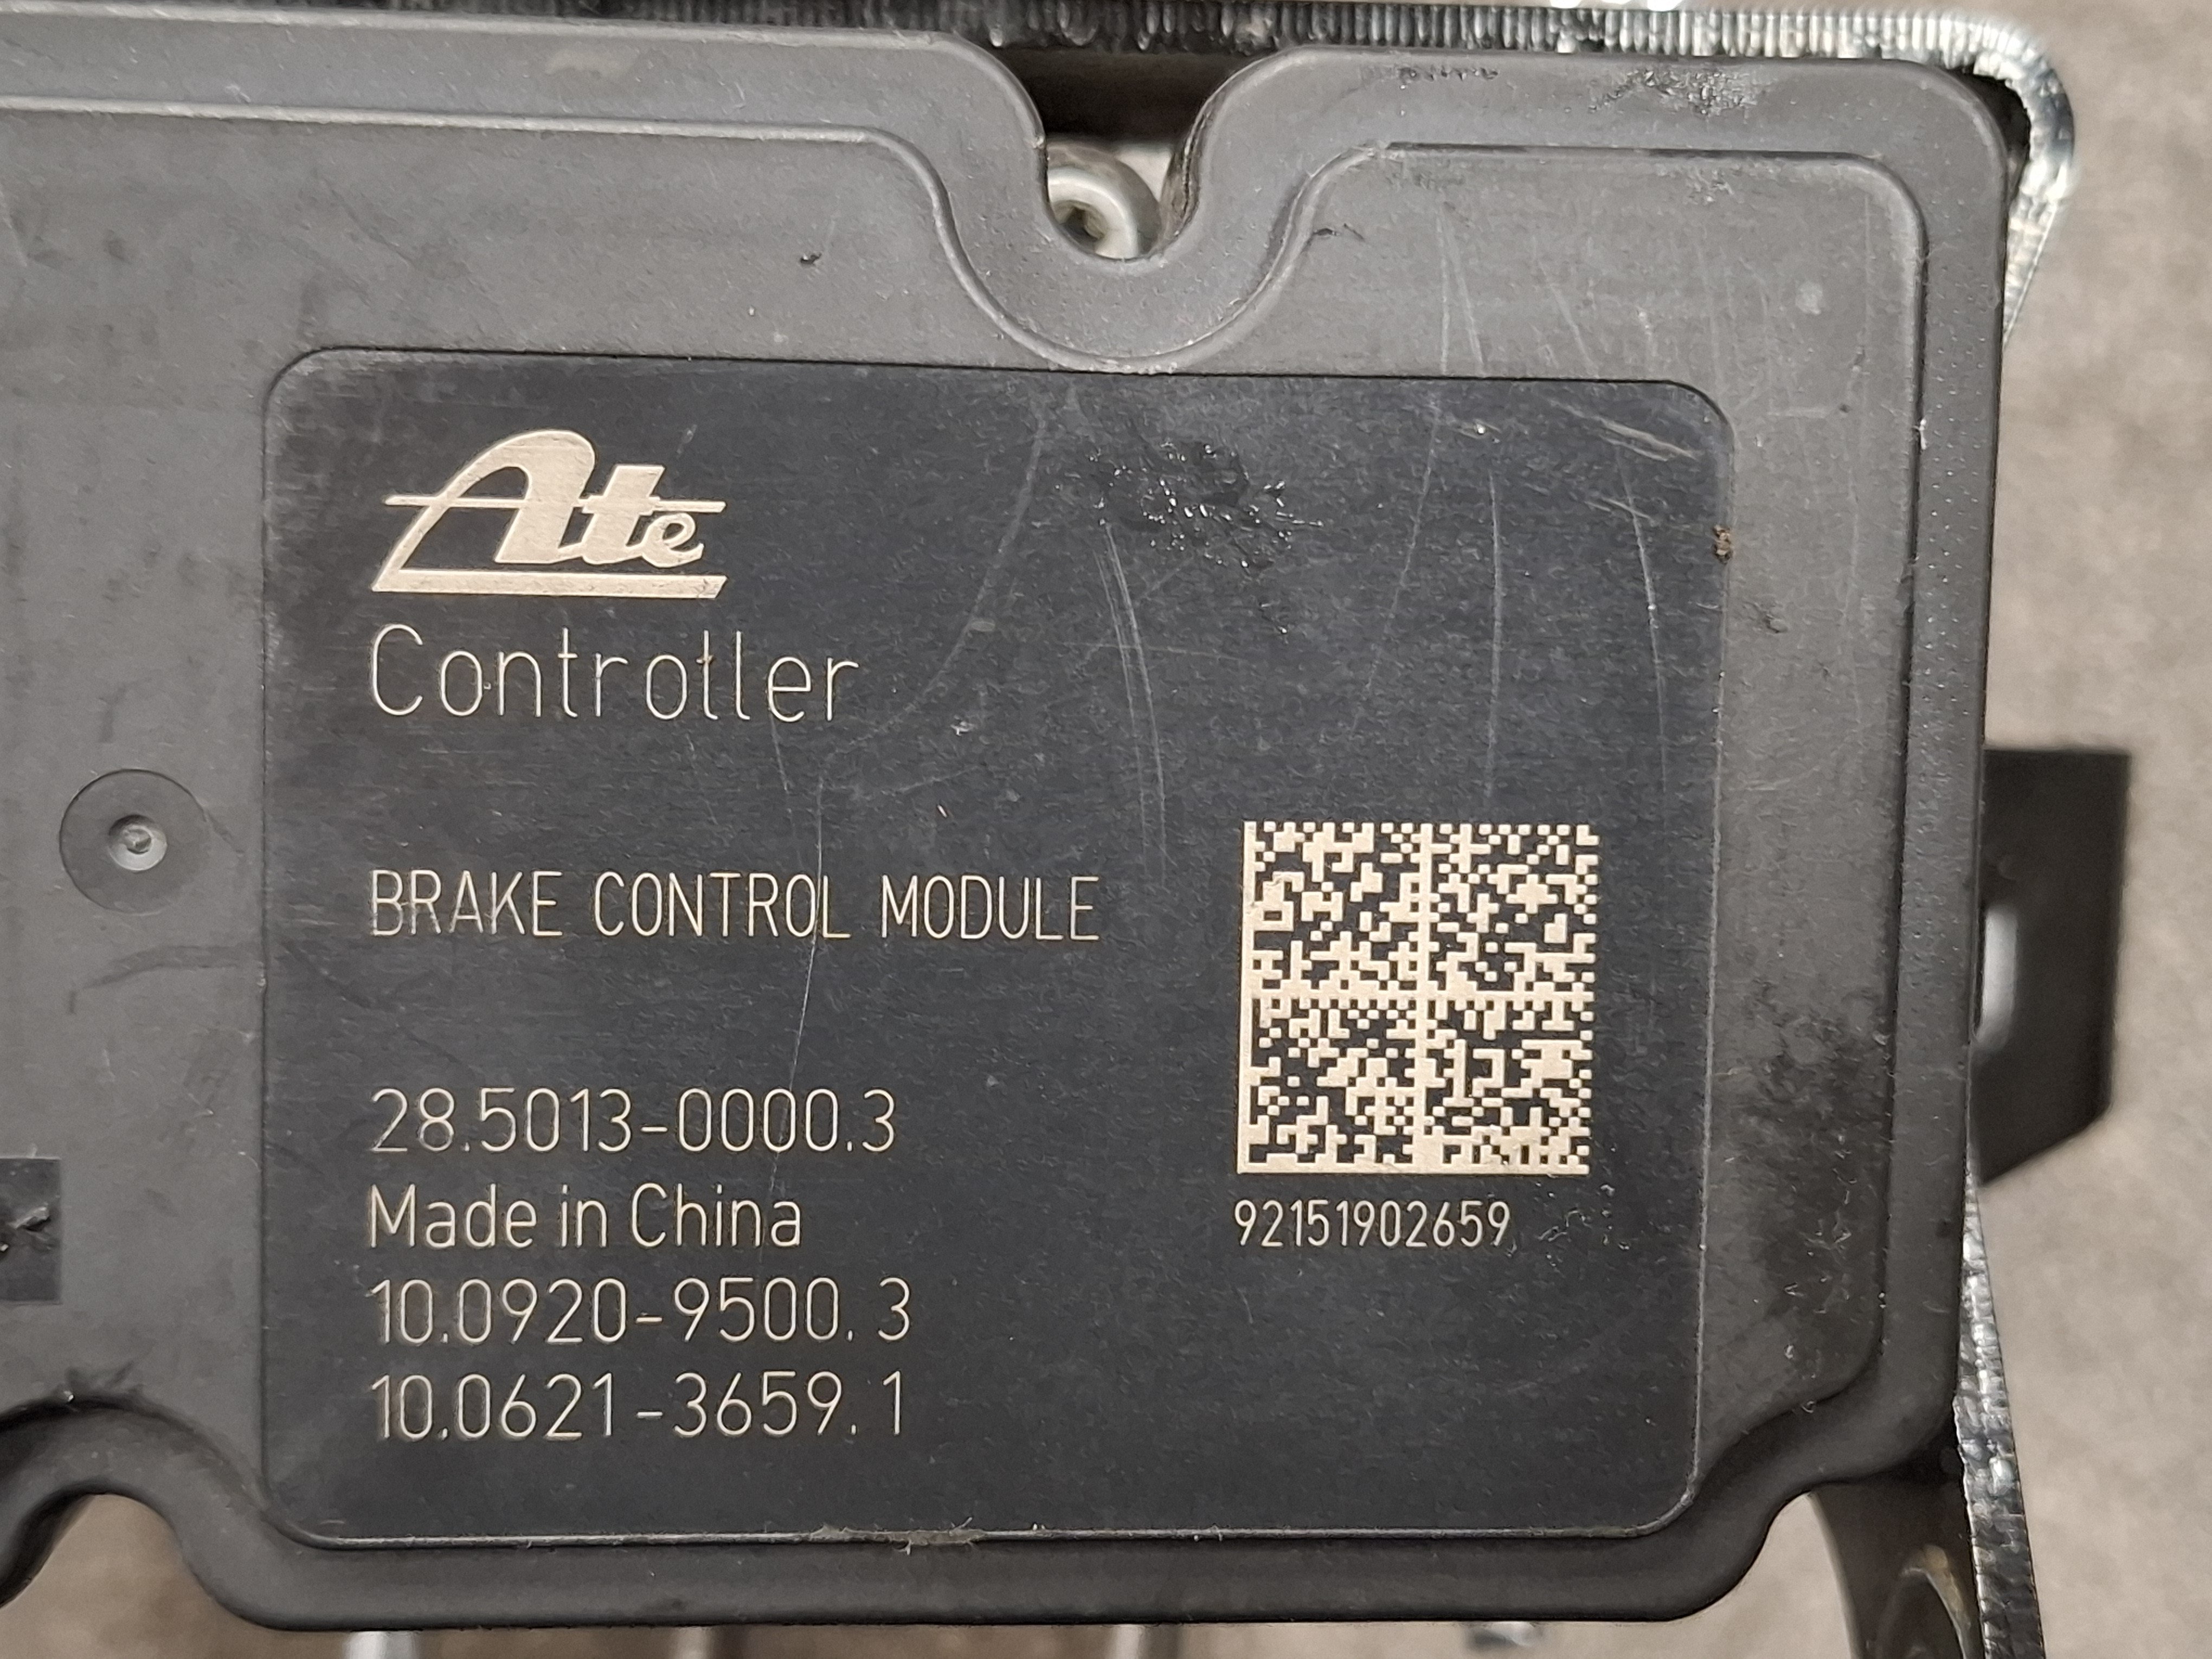 Ate
Controller
BRAKE CONTROL MODULE
28.5013-0000.3
Made in China
92151902659
10.0920-9500.3
10.0621-3659.1